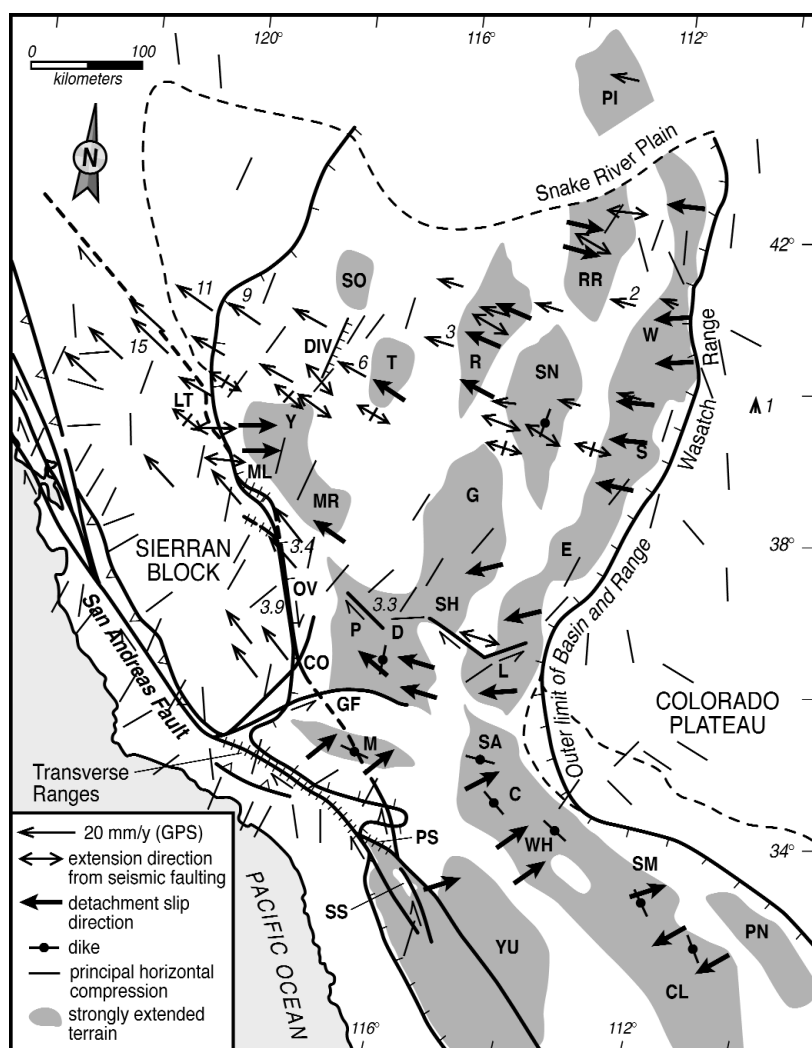 120°
116°
112°
0
100
kilometers
N
PI
Snake River Plain
42°
SO
RR
11
9
2
15
DIV
3
W
6
T
R
SN
Range
LT
1
Y
Wasatch
S
ML
G
MR
SIERRAN
BLOCK
3.4
E
38°
OV
3.9
3.3
SH
P
D
San Andreas Fault
CO
L
Outer limit of Basin and Range
GF
COLORADO
PLATEAU
M
SA
Transverse
Ranges
C
20 mm/y (GPS)
PS
WH
34°
extension direction
from seismic faulting
SM
detachment slip
direction
SS
PACIFIC OCEAN
dike
YU
PN
principal horizontal
compression
CL
strongly extended
terrain
116°
112°